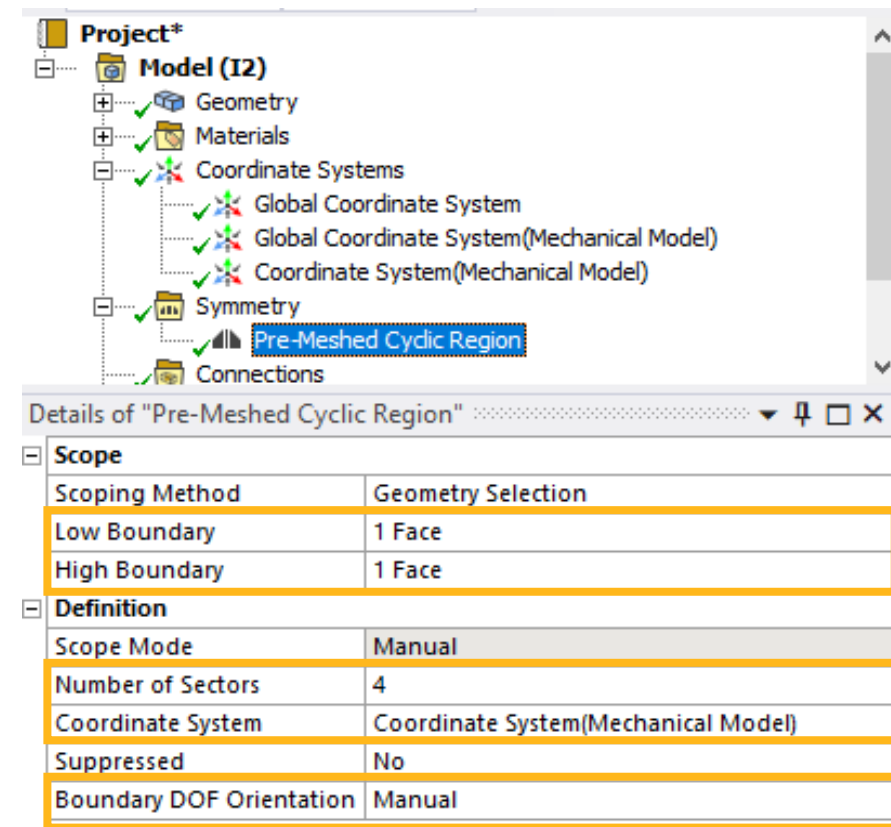 Project*
Model (I2)
Geometry
Materials
Coordinate Systems
Global Coordinate System
Global Coordinate System(Mechanical Model)
Coordinate System(Mechanical Model)
Symmetry
Pre-Meshed Cyclic Region
Connections
Details of "Pre-Meshed Cyclic Region"
Scope
Scoping Method Geometry Selection
Low Boundary 1 Face
High Boundary 1 Face
Definition
Scope Mode Manual
Number of Sectors 4
Coordinate System Coordinate System(Mechanical Model)
Suppressed No
Boundary DOF Orientation Manual